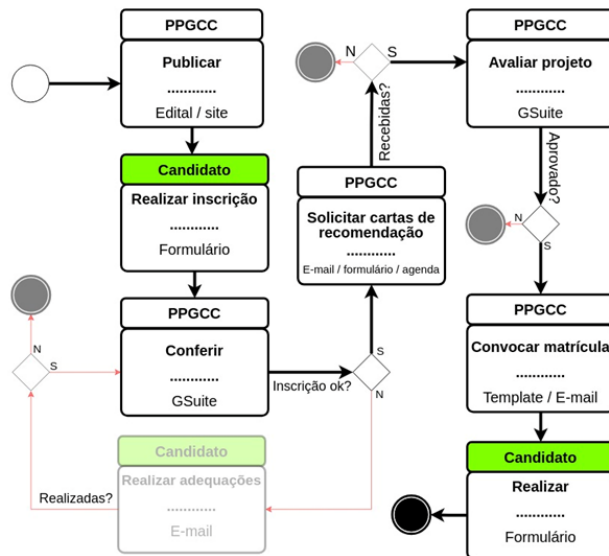 PPGCC
Publicar
............
Edital / site
Candidato
Realizar inscrição
............
Formulário
PPGCC
Conferir
............
GSuite
Inscrição ok?
S
N
Candidato
Realizar adequações
............
E-mail
Realizadas?
N
S
PPGCC
Solicitar cartas de
recomendação
............
E-mail / formulário / agenda
Recebidas?
N
S
PPGCC
Avaliar projeto
............
GSuite
Aprovado?
N
S
PPGCC
Convocar matrícula
............
Template / E-mail
Candidato
Realizar
............
Formulário